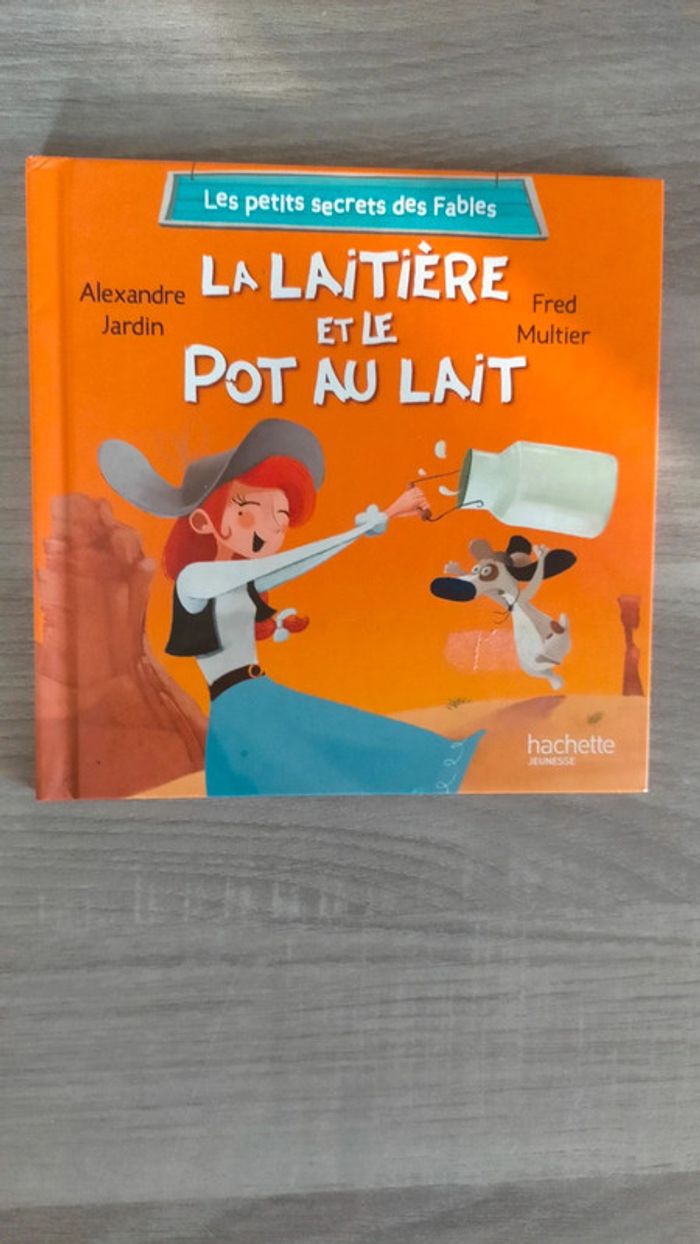 Les petits secrets des Fables
LA LAITIÈRE
ET LE
POT AU LAIT
Alexandre
Jardin
Fred
Multier
hachette
JEUNESSE